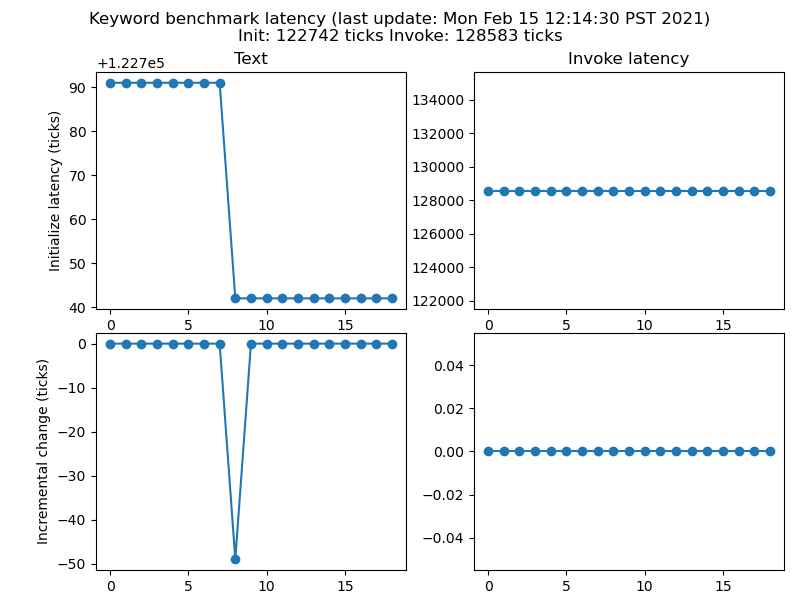 Keyword benchmark latency (last update: Mon Feb 15 12:14:30 PST 2021)
Init: 122742 ticks Invoke: 128583 ticks
Text
Invoke latency
+1.227e5
Initialize latency (ticks)
90
80
70
60
50
40
0 5 10 15
134000
132000
130000
128000
126000
124000
122000
0 5 10 15
Incremental change (ticks)
0
−10
−20
−30
−40
−50
0 5 10 15
0.04
0.02
0.00
−0.02
−0.04
0 5 10 15